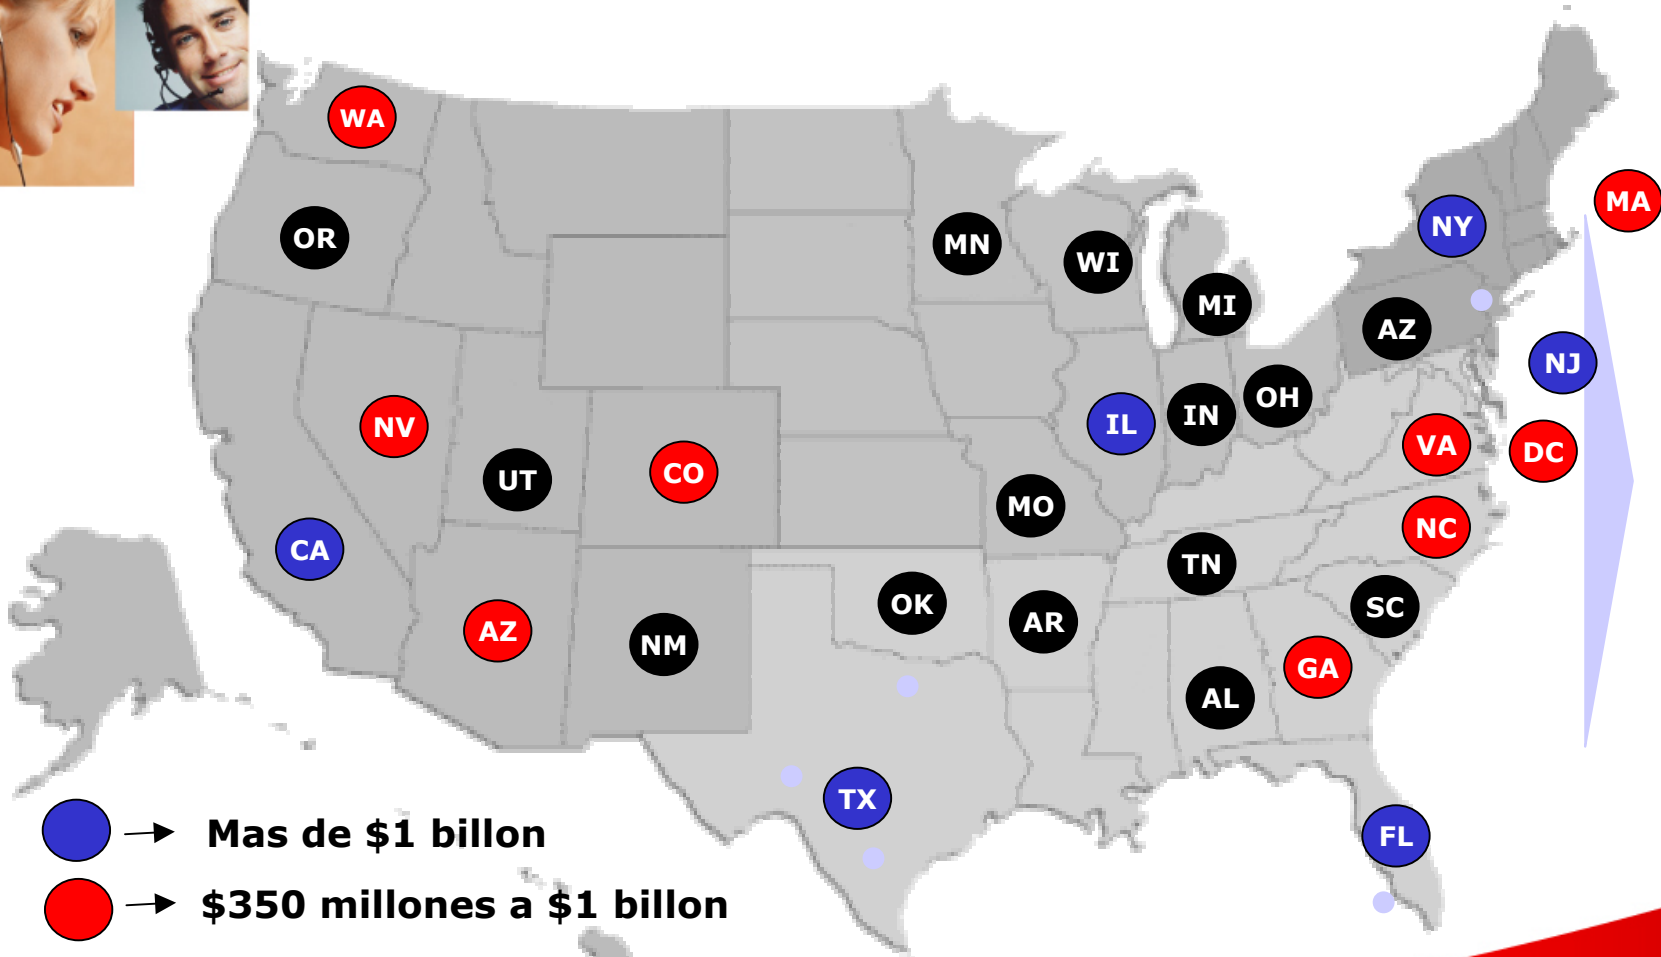 WA
MA
NY
OR
MN
WI
MI
AZ
NJ
OH
IN
IL
NV
VA
DC
CO
UT
MO
NC
CA
TN
OK
SC
AR
AZ
NM
GA
AL
TX
Mas de $1 billon
FL
$350 millones a $1 billon